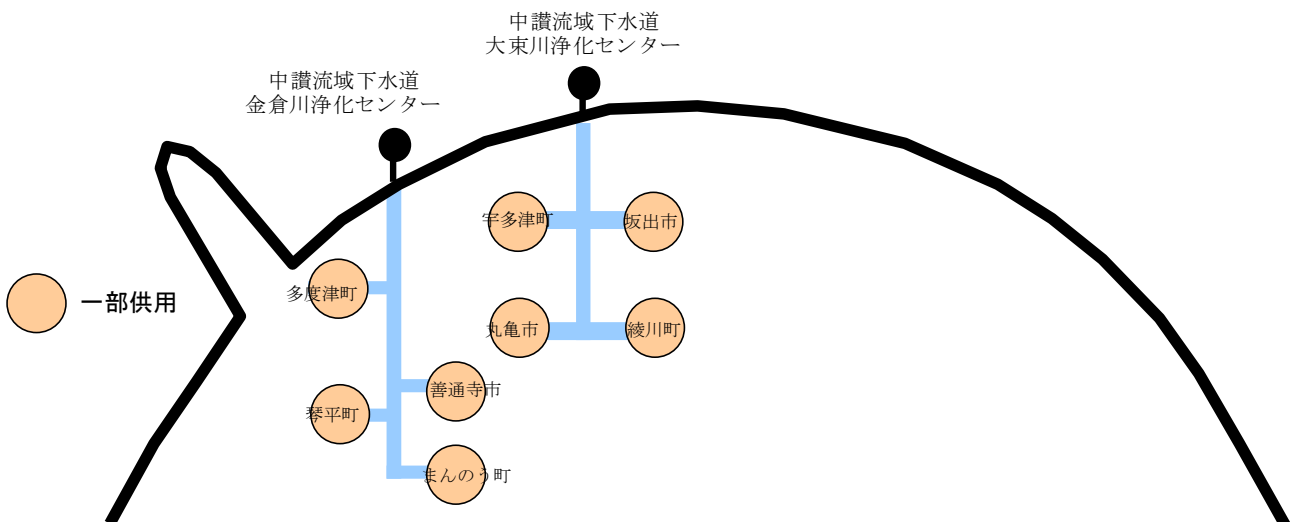 中讃流域下水道
大束川浄化センター
中讃流域下水道
金倉川浄化センター
宇多津町
坂出市
多度津町
一部供用
丸亀市
綾川町
善通寺市
琴平町
まんのう町